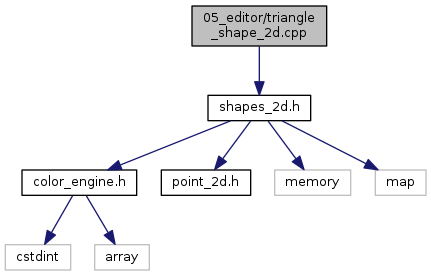 05_editor/triangle
_shape_2d.cpp
shapes_2d.h
color_engine.h
point_2d.h
memory
map
cstdint
array